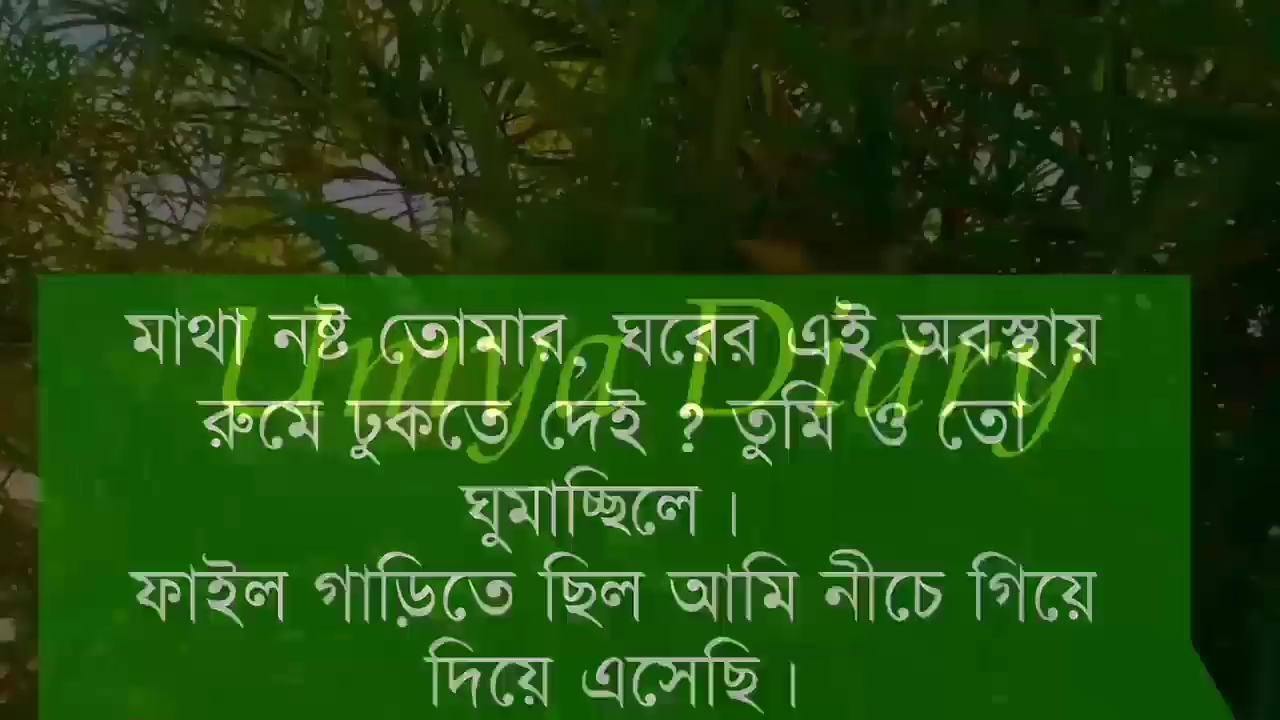 Umya Diary
মাথা নষ্ট তোমার, ঘরের এই অবস্থায়
রুমে ঢুকতে দেই ? তুমি ও তো
ঘুমাচ্ছিলে ।
ফাইল গাড়িতে ছিল আমি নীচে গিয়ে
দিয়ে এসেছি ।